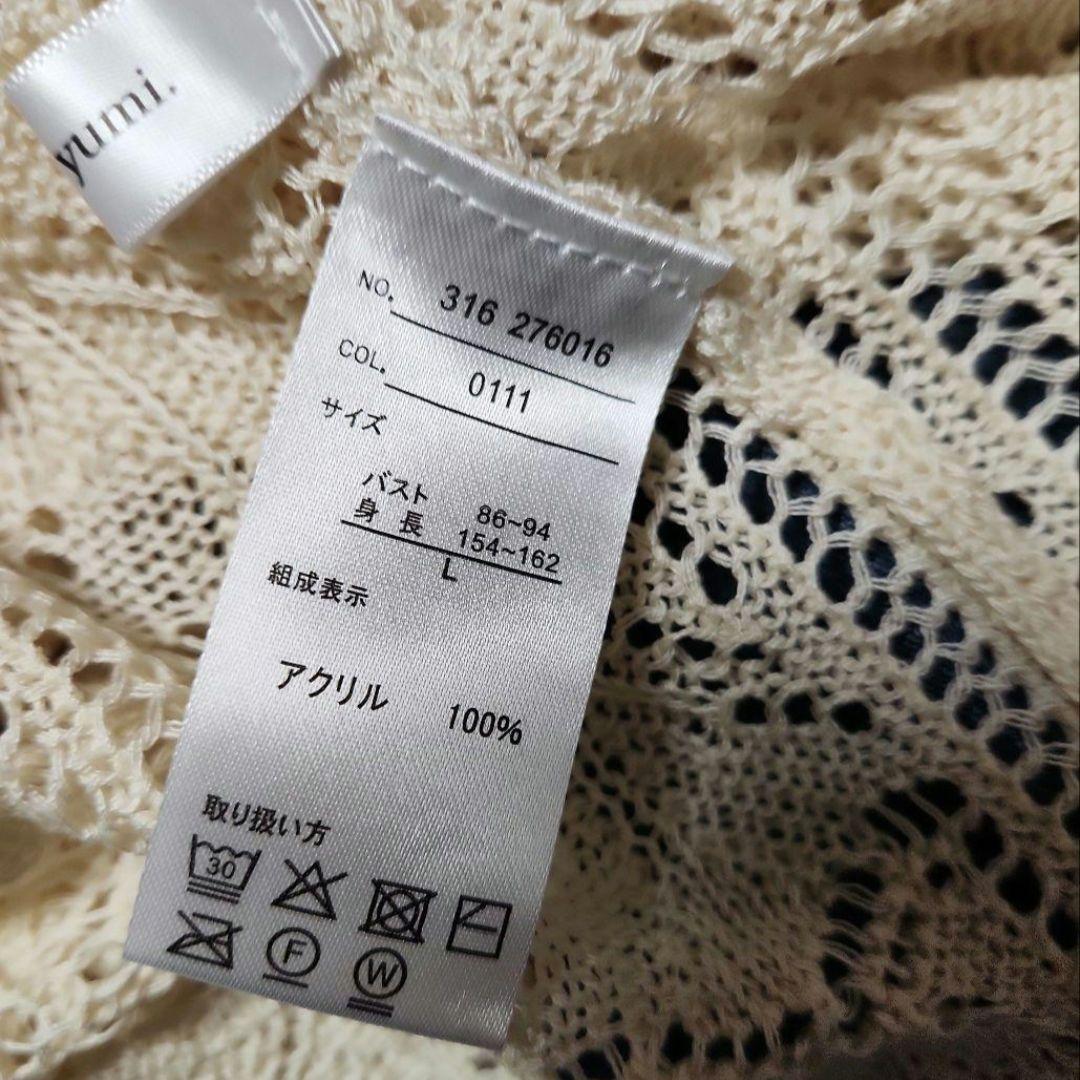 yumi.
NO. 316 276016
COL. 0111
サイズ
バスト 86~94
身長 154~162
L
組成表示
アクリル 100%
取り扱い方
30
F
W